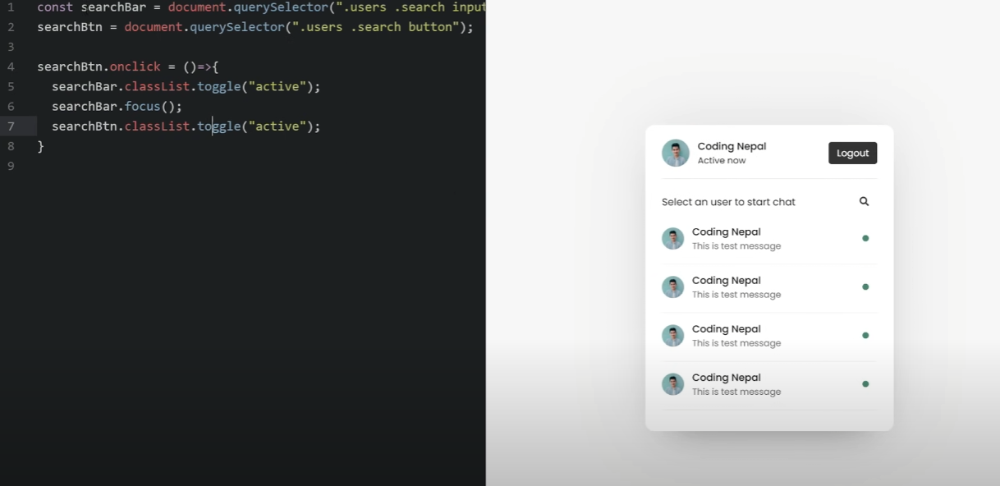 1 const searchBar = document.querySelector(".users .search input
2 searchBtn = document.querySelector(".users .search button");
3
4 searchBtn.onclick = ()=>{
5 searchBar.classList.toggle("active");
6 searchBar.focus();
7 searchBtn.classList.toggle("active");
8 }
9
Coding Nepal
Active now
Logout
Select an user to start chat
Coding Nepal
This is test message
Coding Nepal
This is test message
Coding Nepal
This is test message
Coding Nepal
This is test message